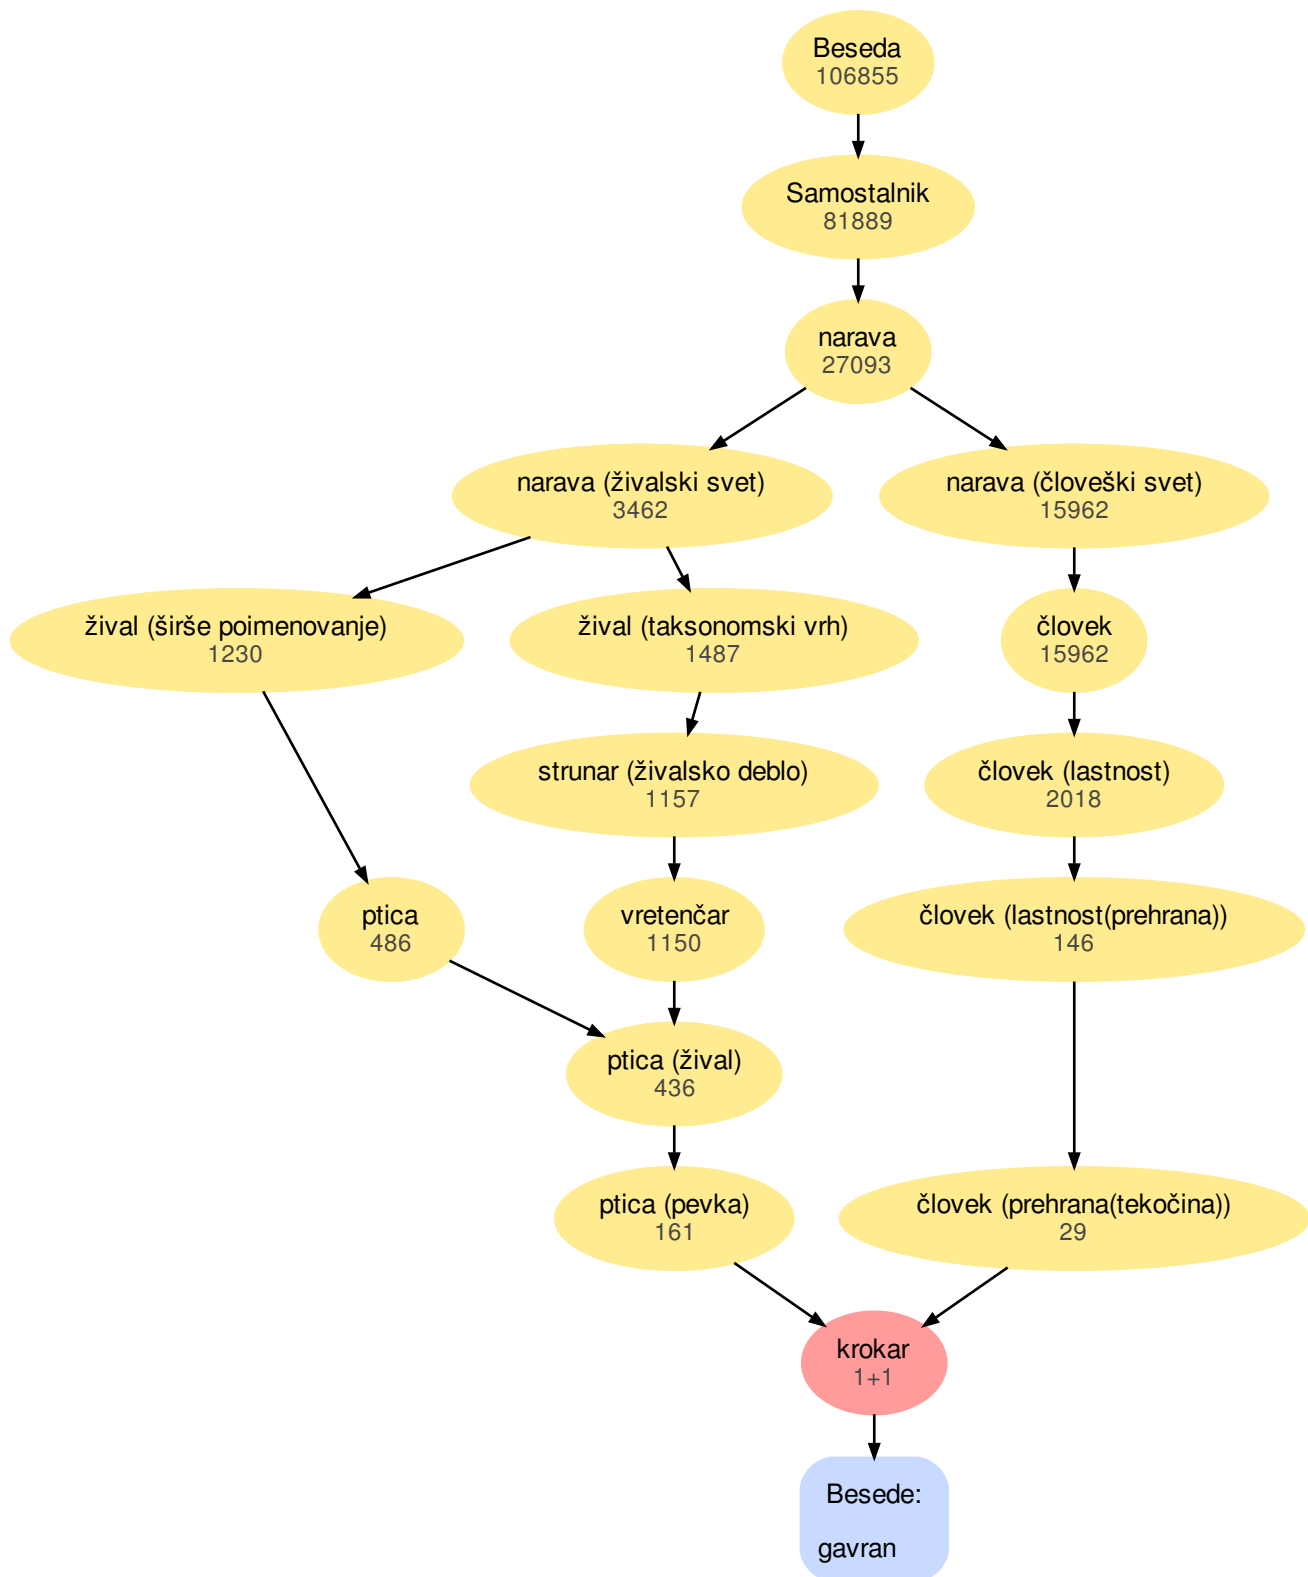 Beseda
106855
Samostalnik
81889
narava
27093
narava (živalski svet)
3462
narava (človeški svet)
15962
žival (širše poimenovanje)
1230
žival (taksonomski vrh)
1487
človek
15962
strunar (živalsko deblo)
1157
človek (lastnost)
2018
ptica
486
vretenčar
1150
človek (lastnost(prehrana))
146
ptica (žival)
436
ptica (pevka)
161
človek (prehrana(tekočina))
29
krokar
1+1
Besede:
gavran